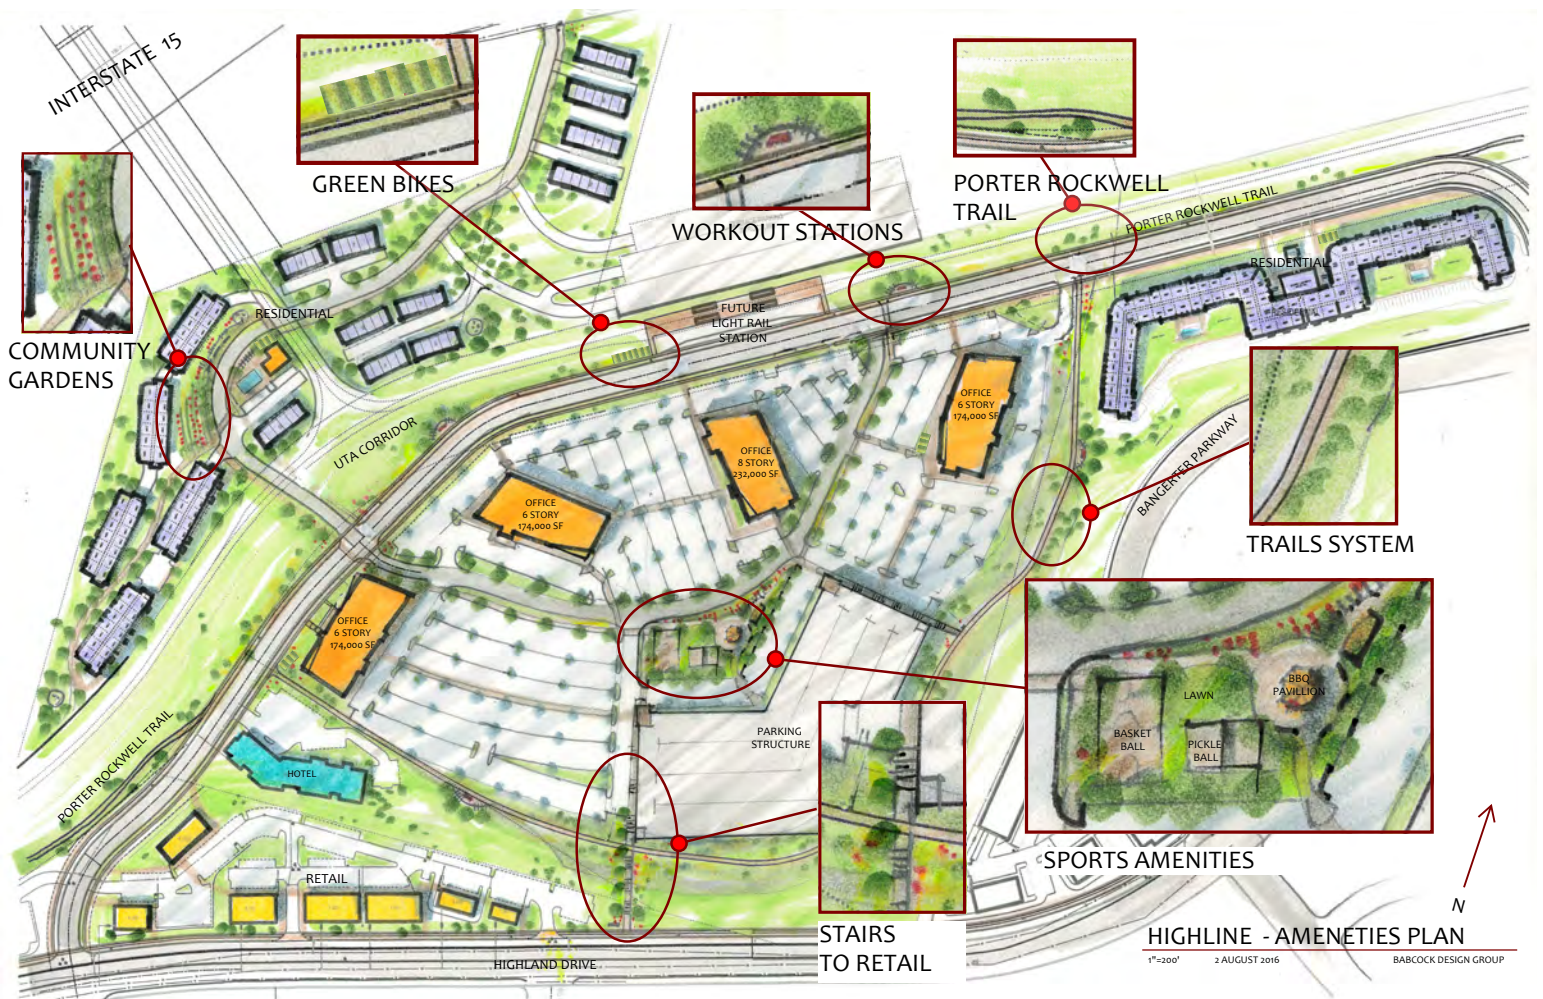 INTERSTATE 15
GREEN BIKES
WORKOUT STATIONS
PORTER ROCKWELL
TRAIL
PORTER ROCKWELL TRAIL
COMMUNITY
GARDENS
RESIDENTIAL
FUTURE
LIGHT RAIL
STATION
RESIDENTIAL
UTA CORRIDOR
OFFICE
6 STORY
174,000 SF
OFFICE
8 STORY
232,000 SF
OFFICE
6 STORY
174,000 SF
OFFICE
6 STORY
174,000 SF
BANGERTER PARKWAY
TRAILS SYSTEM
PORTER ROCKWELL TRAIL
HOTEL
RETAIL
PARKING
STRUCTURE
LAWN
BBQ
PAVILLION
BASKET
BALL
PICKLE
BALL
SPORTS AMENITIES
STAIRS
TO RETAIL
HIGHLAND DRIVE
N
HIGHLINE - AMENETIES PLAN
1"=200' 2 AUGUST 2016 BABCOCK DESIGN GROUP